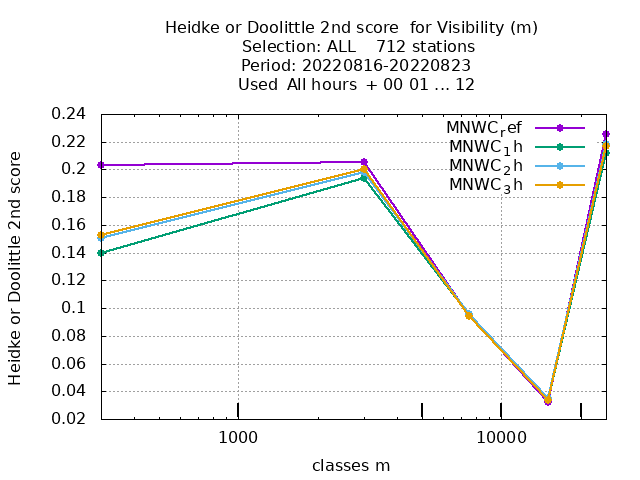 Heidke or Doolittle 2nd score  for Visibility (m)
Selection: ALL    712 stations
Period: 20220816-20220823
Used  All hours  + 00 01 ... 12
Heidke or Doolittle 2nd score
0.24
0.22
0.2
0.18
0.16
0.14
0.12
0.1
0.08
0.06
0.04
0.02
MNWC_ref
MNWC_1h
MNWC_2h
MNWC_3h
1000
10000
classes m